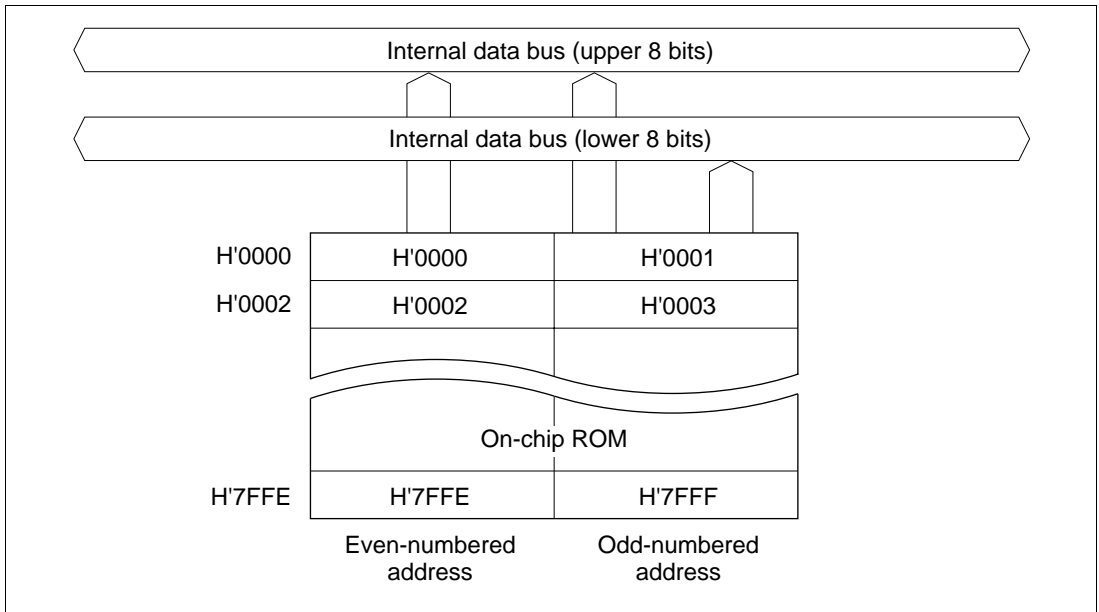 Internal data bus (upper 8 bits)
Internal data bus (lower 8 bits)
H'0000 H'0000 H'0001
H'0002 H'0002 H'0003
On-chip ROM
H'7FFE H'7FFE H'7FFF
Even-numbered address
Odd-numbered address